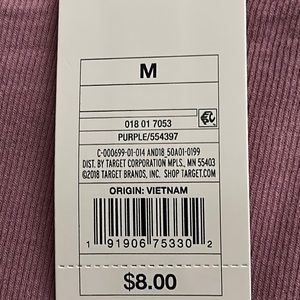 M
018 01 7053
PURPLE/554397
C-000699-01-014 AND18_50A01-0199
DIST. BY TARGET CORPORATION MPLS., MN 55403
©2018 TARGET BRANDS, INC. SHOP TARGET.COM
ORIGIN: VIETNAM
1 91906 75330 2
$8.00